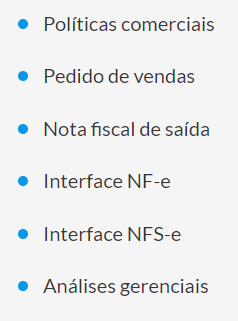 Políticas comerciais
Pedido de vendas
Nota fiscal de saída
Interface NF-e
Interface NFS-e
Análises gerenciais